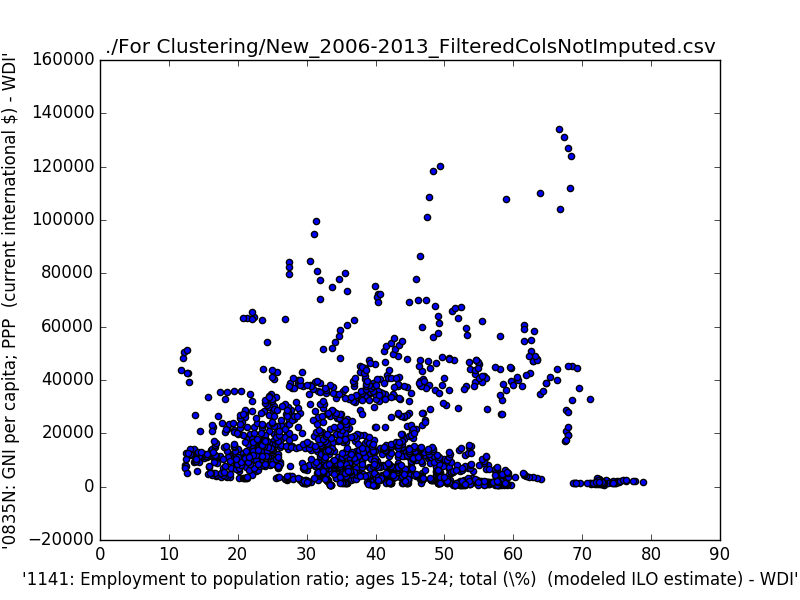 ./For Clustering/New_2006-2013_FilteredColsNotImputed.csv
'0835N: GNI per capita; PPP  (current international $) - WDI'
160000
140000
120000
100000
80000
60000
40000
20000
0
−20000
0 10 20 30 40 50 60 70 80 90
'1141: Employment to population ratio; ages 15-24; total (\%)  (modeled ILO estimate) - WDI'